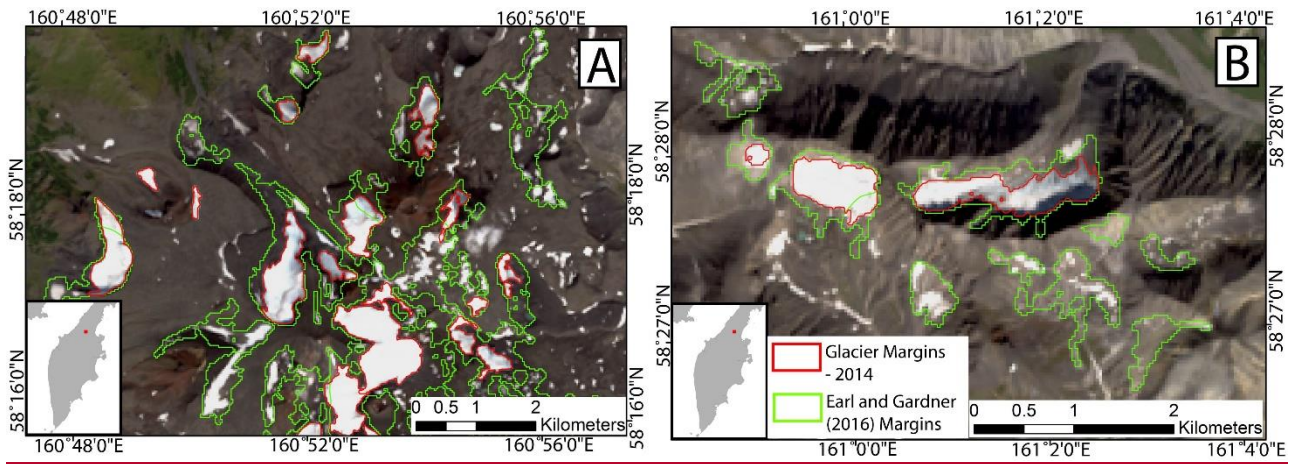 160°48'0"E 160°52'0"E 160°56'0"E
161°0'0"E 161°2'0"E 161°4'0"E
A
B
58°18'0"N
58°16'0"N
58°18'0"N
58°16'0"N
58°28'0"N
58°27'0"N
58°28'0"N
58°27'0"N
Glacier Margins
- 2014
Earl and Gardner
(2016) Margins
0 0.5 1 2
Kilometers
0 0.5 1 2
Kilometers
160°48'0"E 160°52'0"E 160°56'0"E
161°0'0"E 161°2'0"E 161°4'0"E